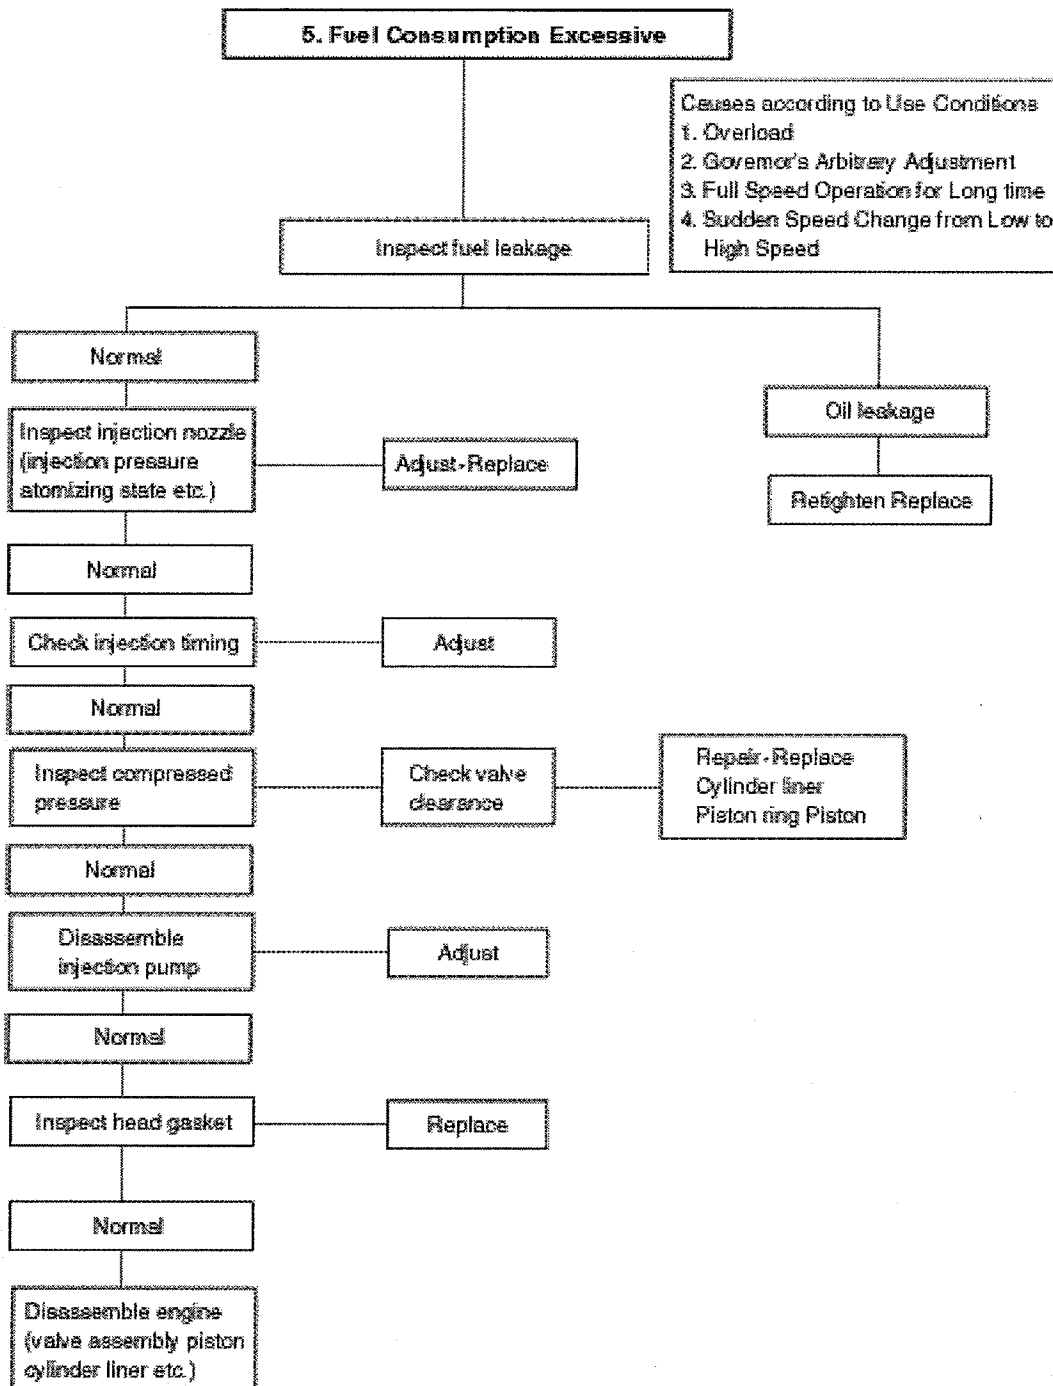 5. Fuel Consumption Excessive
Causes according to Use Conditions
1. Overload
2. Governor's Arbitrary Adjustment
3. Full Speed Operation for Long time
4. Sudden Speed Change from Low to
High Speed
Inspect fuel leakage
Normal
Oil leakage
Inspect injection nozzle
(injection pressure
atomizing state etc.)
Adjust-Replace
Retighten Replace
Normal
Check injection timing
Adjust
Normal
Inspect compressed
pressure
Check valve
clearance
Repair-Replace
Cylinder liner
Piston ring Piston
Normal
Disassemble
injection pump
Adjust
Normal
Inspect head gasket
Replace
Normal
Disassemble engine
(valve assembly piston
cylinder liner etc.)